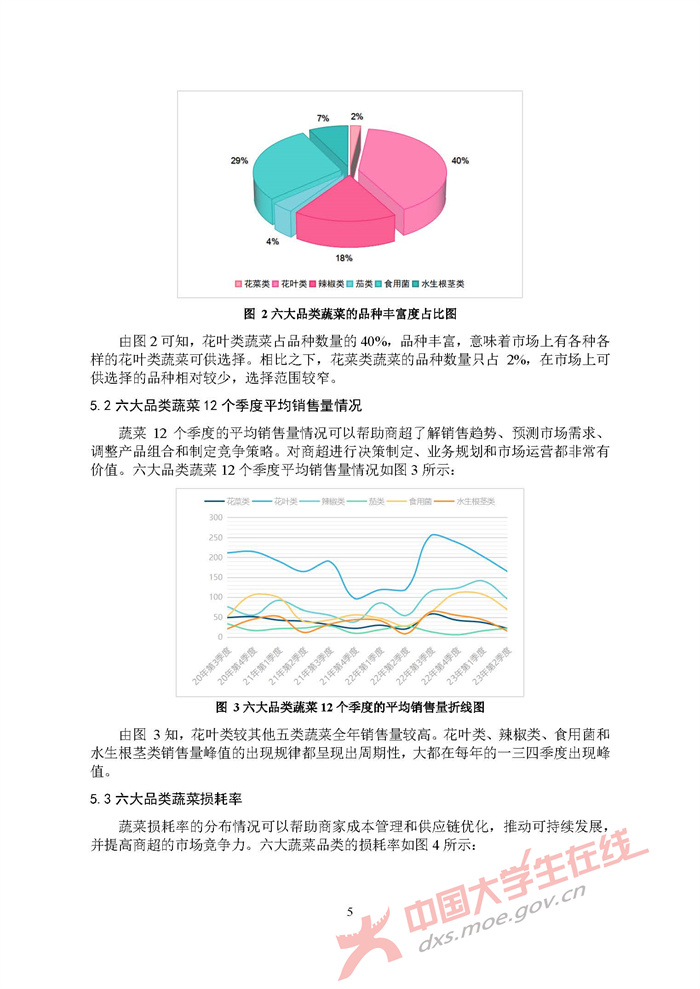 7% 2%
29% 40%
4%
18%
花菜类 花叶类 辣椒类 茄类 食用菌 水生根茎类
图 2 六大品类蔬菜的品种丰富度占比图
由图 2 可知，花叶类蔬菜占品种数量的 40%，品种丰富，意味着市场上有各种各
样的花叶类蔬菜可供选择。相比之下，花菜类蔬菜的品种数量只占 2%，在市场上可
供选择的品种相对较少，选择范围较窄。
5.2 六大品类蔬菜 12 个季度平均销售量情况
蔬菜 12 个季度的平均销售量情况可以帮助商超了解销售趋势、预测市场需求、
调整产品组合和制定竞争策略。对商超进行决策制定、业务规划和市场运营都非常有
价值。六大品类蔬菜 12 个季度平均销售量情况如图 3 所示：
花菜类 花叶类 辣椒类 茄类 食用菌 水生根茎类
300
250
200
150
100
50
0
20年第3季度 20年第4季度 21年第1季度 21年第2季度 21年第3季度 21年第4季度 22年第1季度 22年第2季度 22年第3季度 22年第4季度 23年第1季度 23年第2季度
图 3 六大品类蔬菜 12 个季度的平均销售量折线图
由图 3 知，花叶类较其他五类蔬菜全年销售量较高。花叶类、辣椒类、食用菌和
水生根茎类销售量峰值的出现规律都呈现出周期性，大都在每年的一三四季度出现峰
值。
5.3 六大品类蔬菜损耗率
蔬菜损耗率的分布情况可以帮助商家成本管理和供应链优化，推动可持续发展，
并提高商超的市场竞争力。六大蔬菜品类的损耗率如图 4 所示：
5
中国大学生在线
dxs.moe.gov.cn